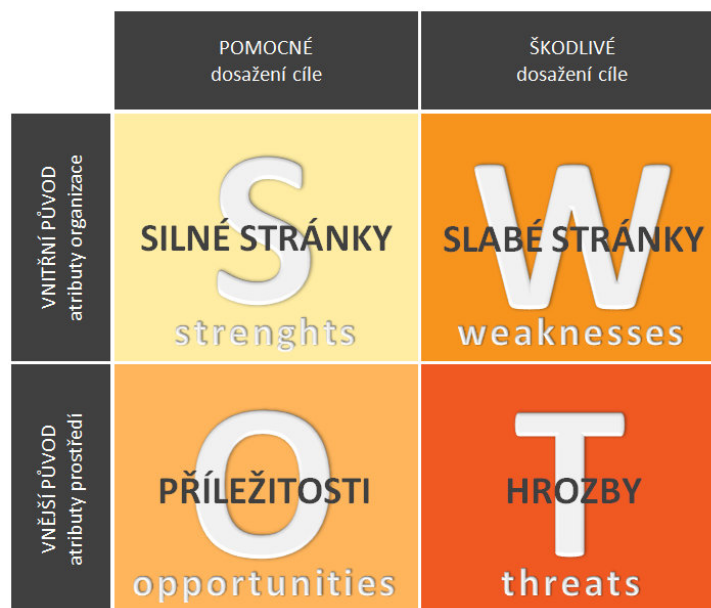 POMOCNÉ
dosažení cíle
ŠKODLIVÉ
dosažení cíle
VNITŘNÍ PŮVOD
atributy organizace
S
SILNÉ STRÁNKY
strenghts
W
SLABÉ STRÁNKY
weaknesses
VNĚJŠÍ PŮVOD
atributy prostředí
O
PŘÍLEŽITOSTI
opportunities
T
HROZBY
threats